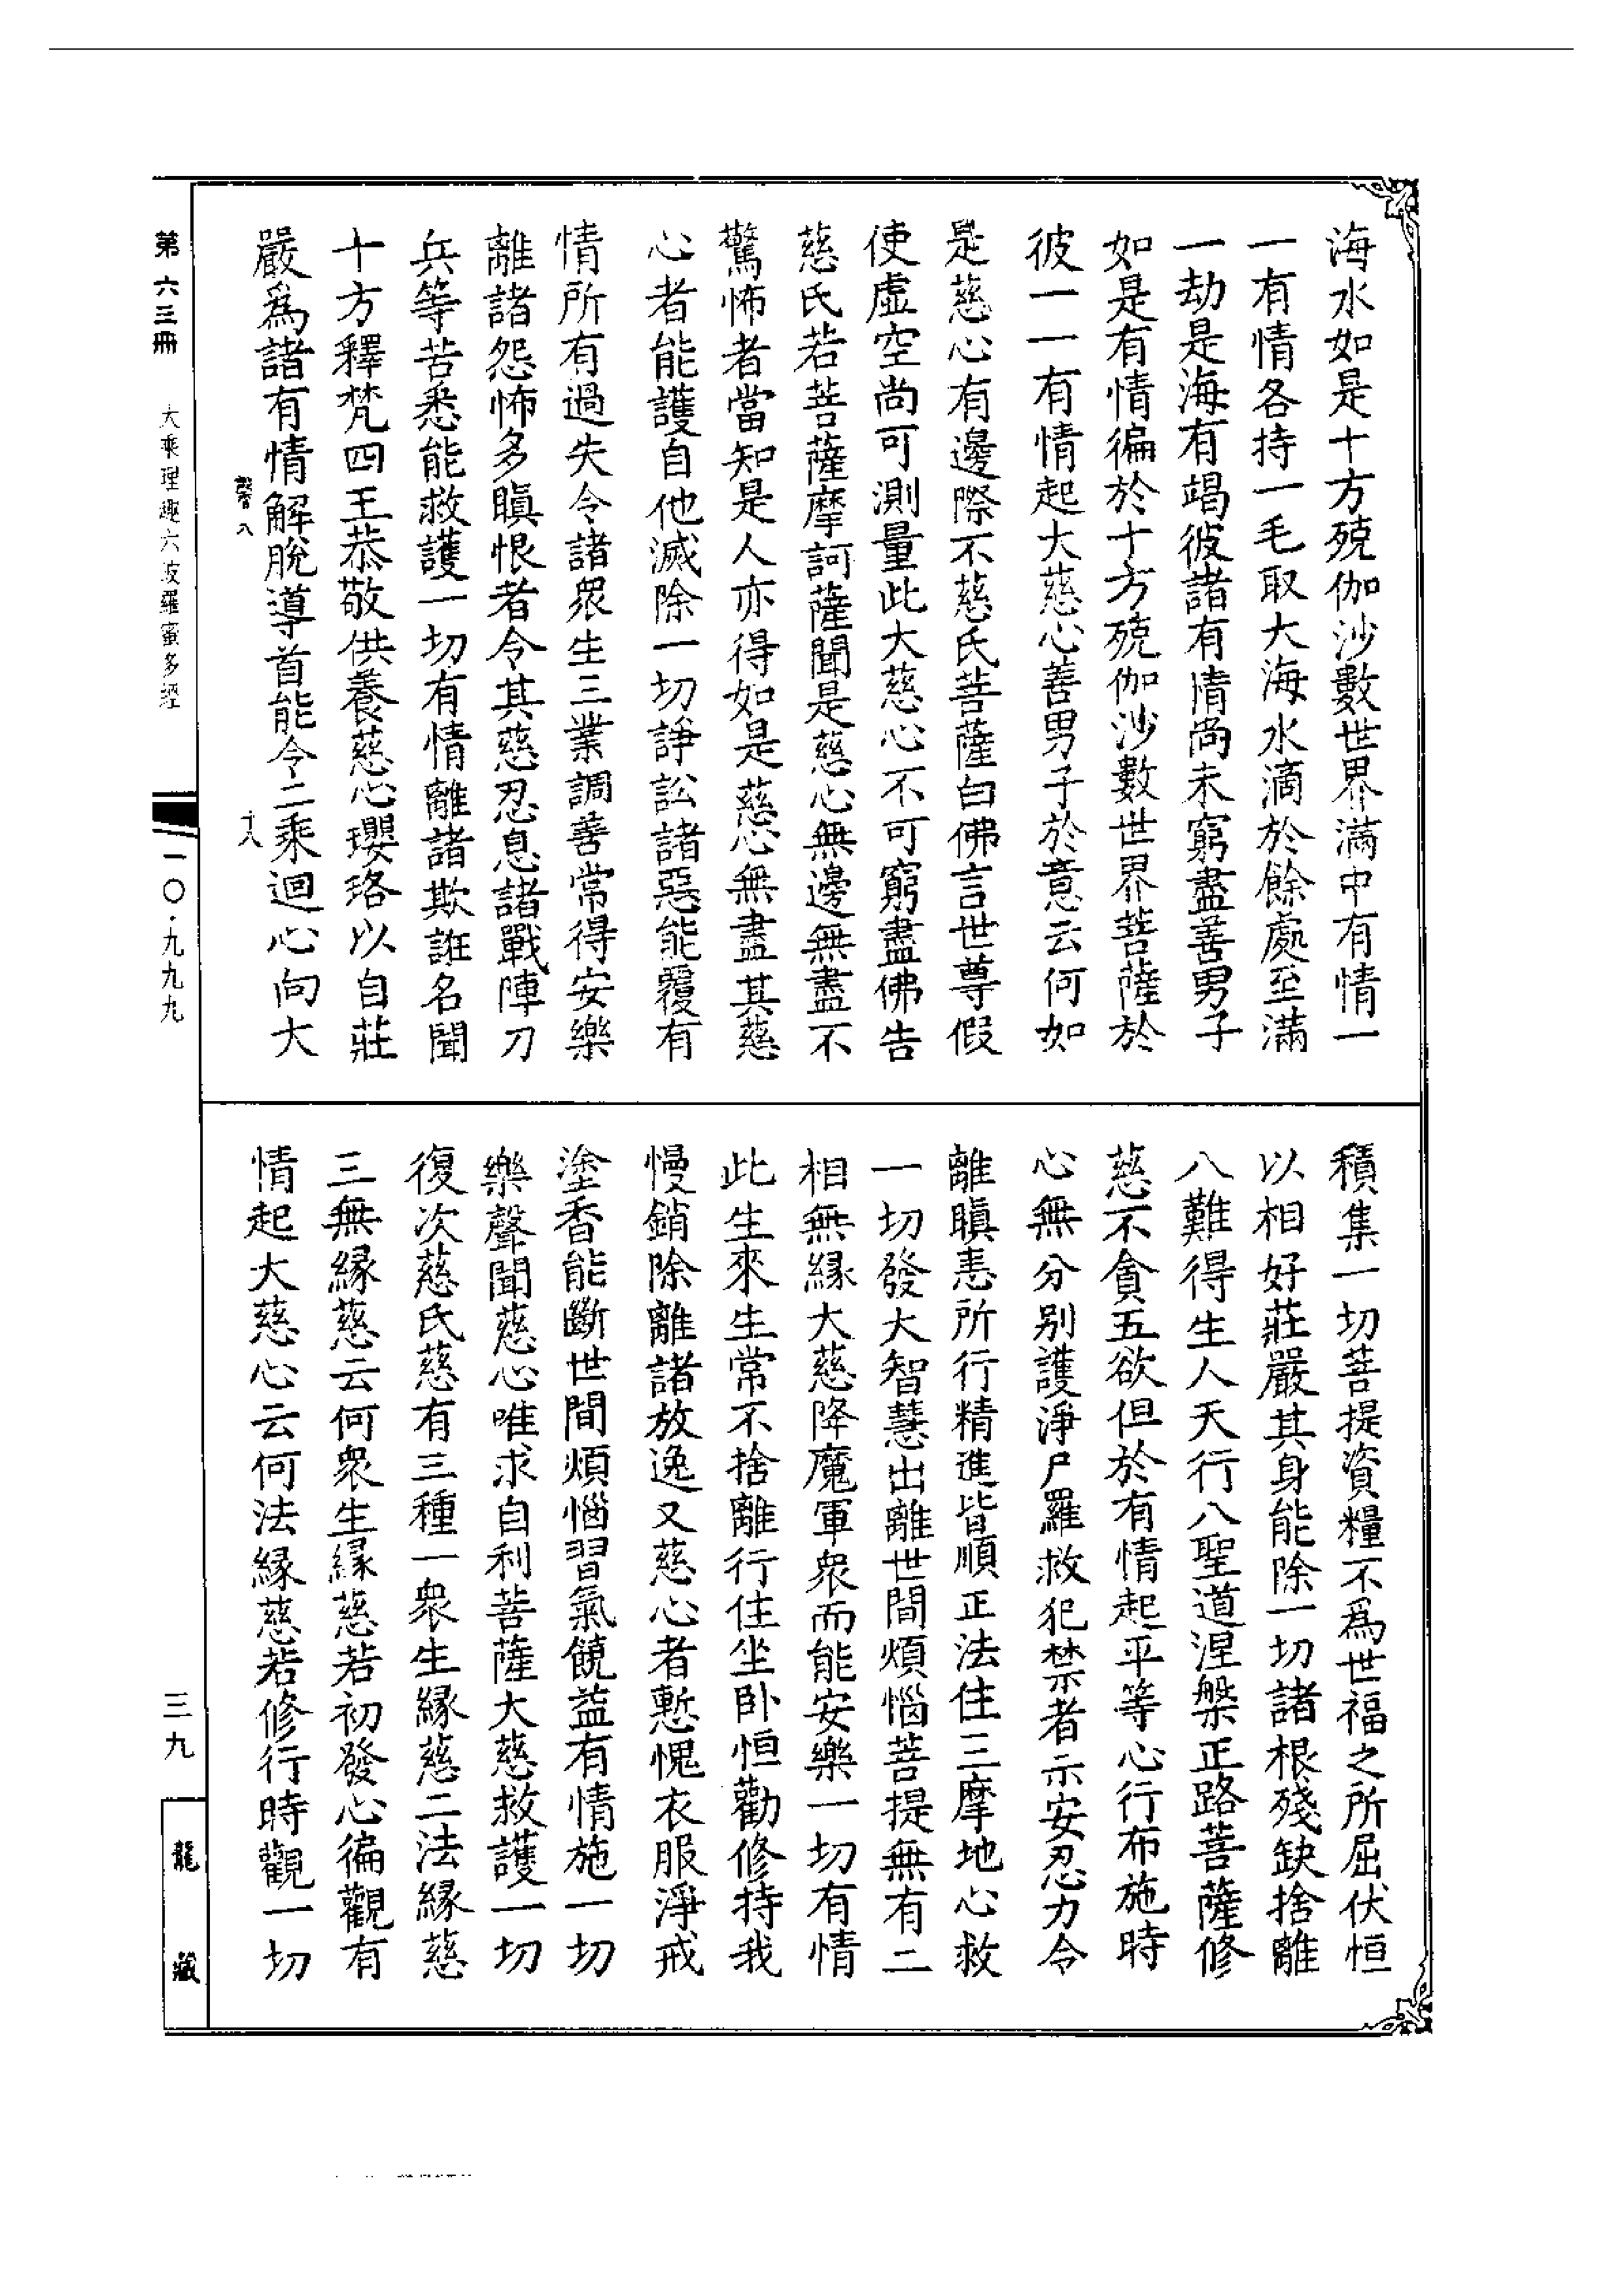 海水如是十方殑伽沙數世界滿中有情一
一有情各持一毛取大海水滴於餘處至滿
一劫是海有竭彼諸有情尚未窮盡善男子
如是有情徧於十方殑伽沙數世界菩薩於
彼一一有情起大慈心善男子於意云何如
是慈心有邊際不慈氏菩薩白佛言世尊假
使虛空尚可測量此大慈心不可窮盡佛告
慈氏若菩薩摩訶薩聞是慈心無邊無盡不
驚怖者當知是人亦得如是慈心無盡其慈
心者能護自他滅除一切諍訟諸惡能覆有
情所有過失令諸眾生三業調善常得安樂
離諸怨怖多瞋恨者令其慈忍息諸戰陣刀
兵等苦悉能救護一切有情離諸欺誑名聞
十方釋梵四王恭敬供養慈心瓔珞以自莊
嚴爲諸有情解脫導首能令二乘迴心向大
積集一切菩提資糧不爲世福之所屈伏恒
以相好莊嚴其身能除一切諸根殘缺捨離
八難得生人天行八聖道涅槃正路菩薩修
慈不貪五欲但於有情起平等心行布施時
心無分別護淨尸羅救犯禁者示安忍力令
離瞋恚所行精進皆順正法住三摩地心救
一切發大智慧出離世間煩惱菩提無有二
相無緣大慈降魔軍衆而能安樂一切有情
此生來生常不捨離行住坐臥恒勸修持我
慢銷除離諸放逸又慈心者慙愧衣服淨戒
塗香能斷世間煩惱習氣饒益有情施一切
樂聲聞慈心唯求自利菩薩大慈救護一切
復次慈氏慈有三種一衆生緣慈二法緣慈
三無緣慈云何衆生緣慈若初發心徧觀有
情起大慈心云何法緣慈若修行時觀一切
第六三冊
大乘理趣六波羅蜜多經
十八
一〇·九九九
三九
龍藏